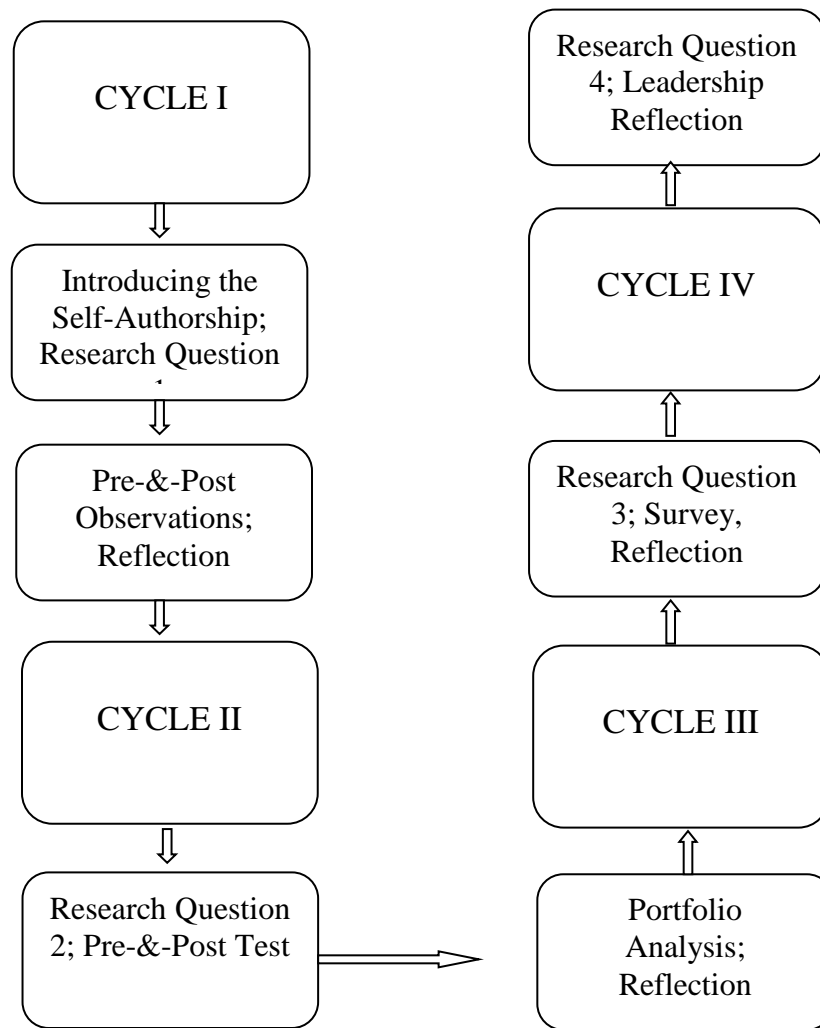 CYCLE I
Introducing the
Self-Authorship;
Research Question
Pre-&-Post
Observations;
Reflection
CYCLE II
Research Question
2; Pre-&-Post Test
Portfolio
Analysis;
Reflection
CYCLE III
Research Question
3; Survey,
Reflection
CYCLE IV
Research Question
4; Leadership
Reflection